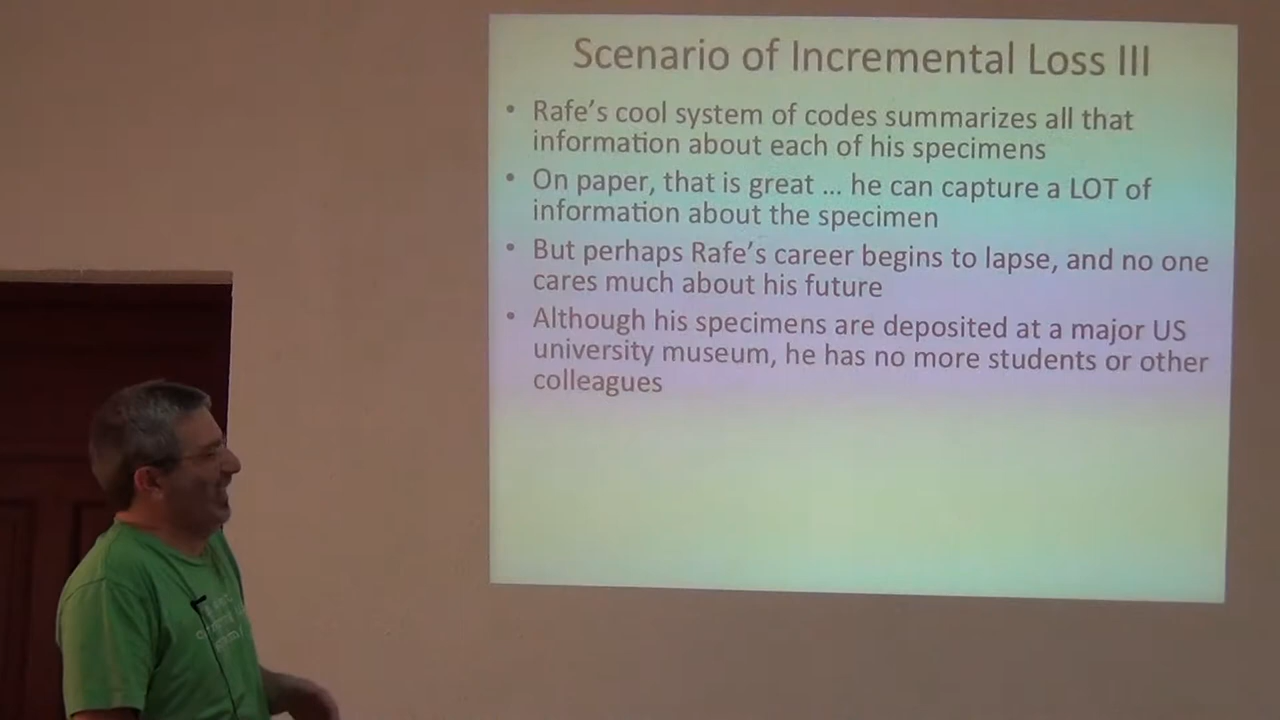 Scenario of Incremental Loss III
• Rafe's cool system of codes summarizes all that
information about each of his specimens
• On paper, that is great ... he can capture a LOT of
information about the specimen
• But perhaps Rafe's career begins to lapse, and no one
cares much about his future
• Although his specimens are deposited at a major US
university museum, he has no more students or other
colleagues